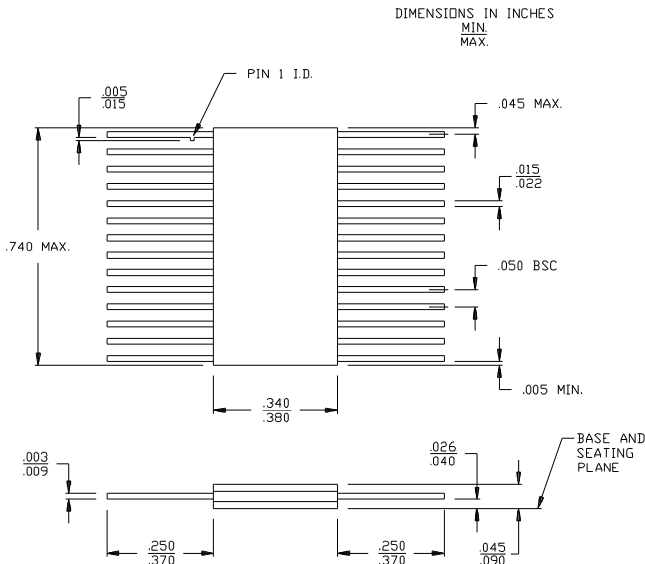 DIMENSIONS IN INCHES
MIN.
MAX.
PIN 1 I.D.
.005
.015
.045 MAX.
.015
.022
.740 MAX.
.050 BSC
.005 MIN.
.340
.380
BASE AND
SEATING
PLANE
.003
.009
.026
.040
.250
.370
.250
.370
.045
.090